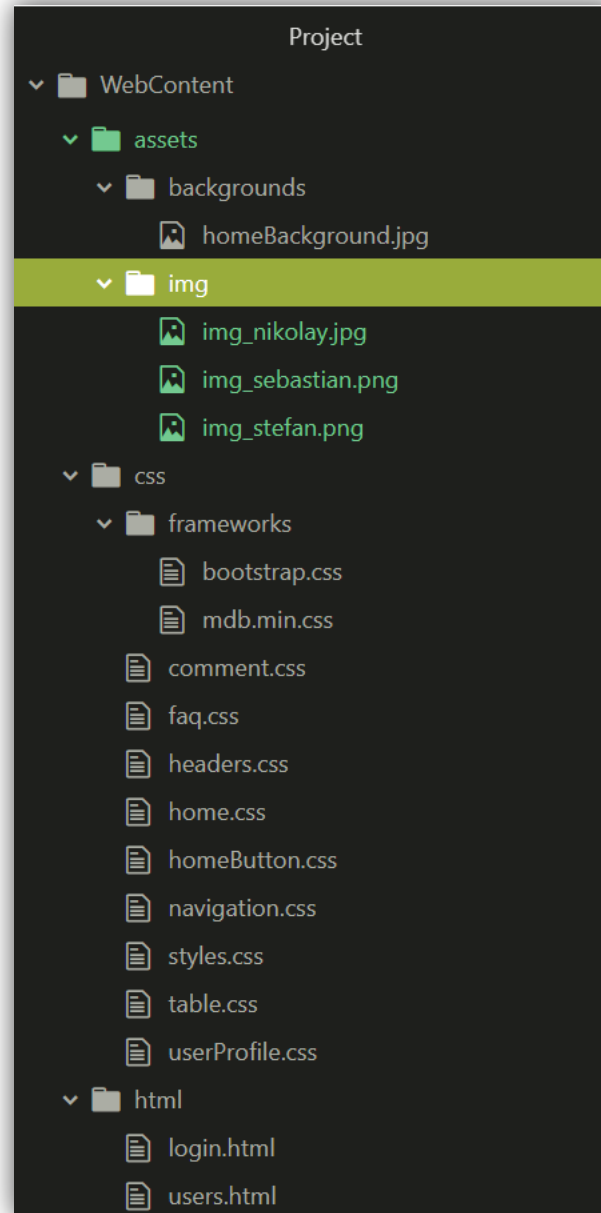 Project
WebContent
assets
backgrounds
homeBackground.jpg
img
img_nikolay.jpg
img_sebastian.png
img_stefan.png
css
frameworks
bootstrap.css
mdb.min.css
comment.css
faq.css
headers.css
home.css
homeButton.css
navigation.css
styles.css
table.css
userProfile.css
html
login.html
users.html